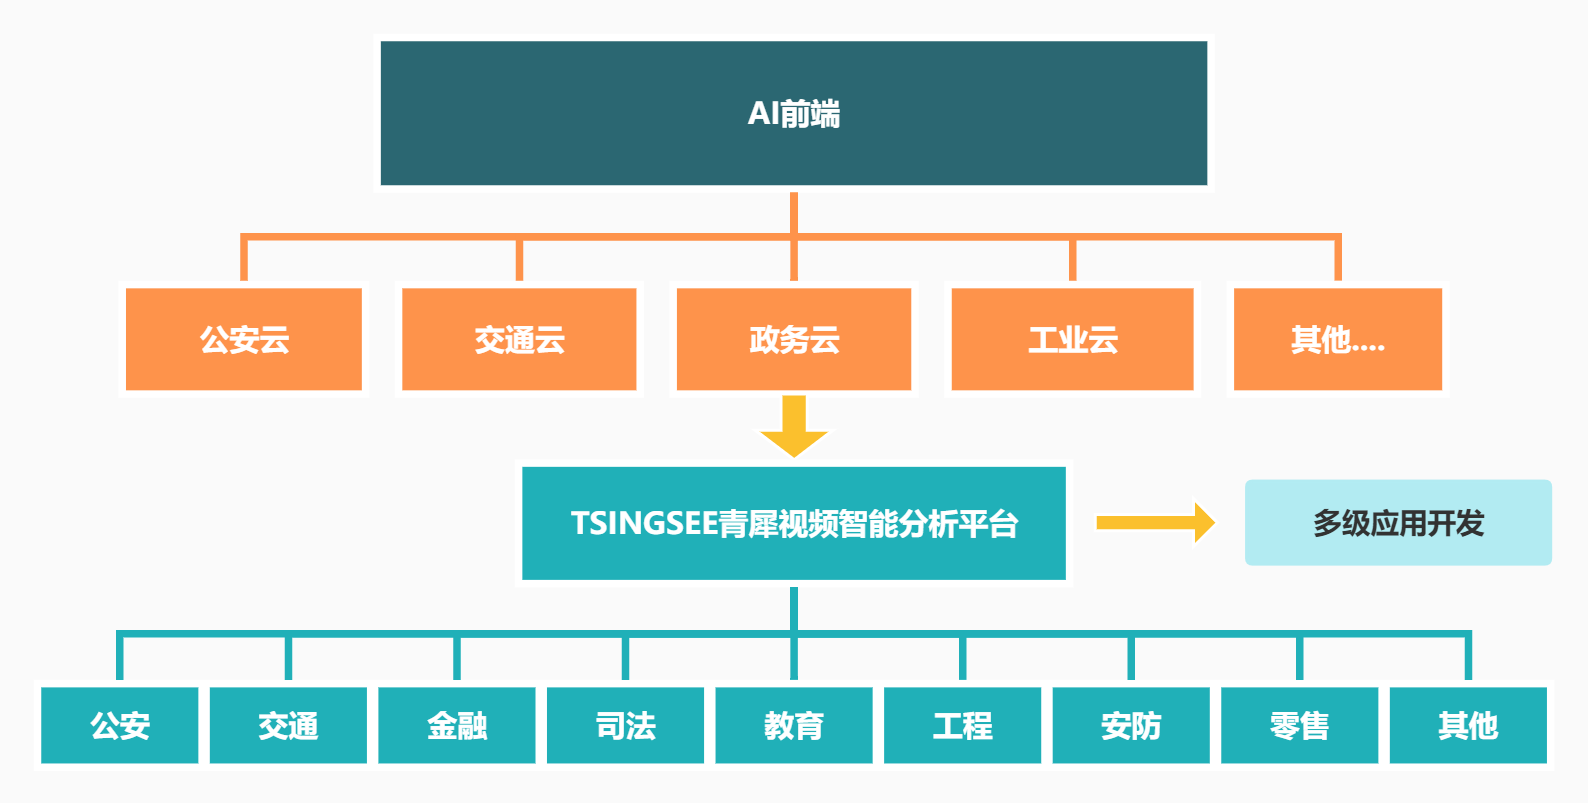 AI前端
公安云
交通云
政务云
工业云
其他....
TSINGSEE青犀视频智能分析平台
多级应用开发
公安
交通
金融
司法
教育
工程
安防
零售
其他